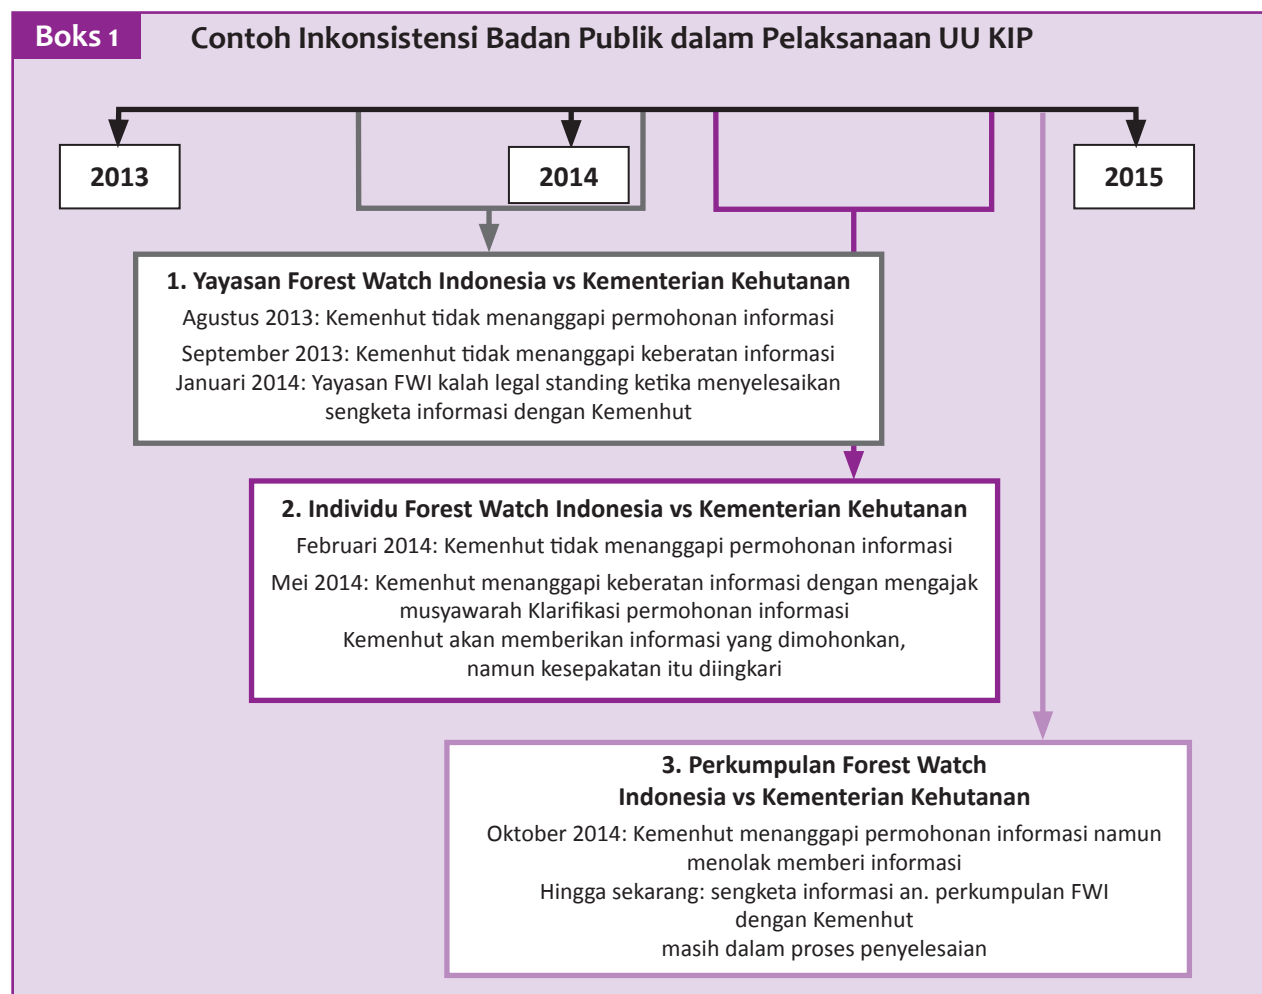 Boks 1
Contoh Inkonsistensi Badan Publik dalam Pelaksanaan UU KIP
2013
2014
2015
1. Yayasan Forest Watch Indonesia vs Kementerian Kehutanan
Agustus 2013: Kemenhut tidak menanggapi permohonan informasi
September 2013: Kemenhut tidak menanggapi keberatan informasi
Januari 2014: Yayasan FWI kalah legal standing ketika menyelesaikan
sengketa informasi dengan Kemenhut
2. Individu Forest Watch Indonesia vs Kementerian Kehutanan
Februari 2014: Kemenhut tidak menanggapi permohonan informasi
Mei 2014: Kemenhut menanggapi keberatan informasi dengan mengajak
musyawarah Klarifikasi permohonan informasi
Kemenhut akan memberikan informasi yang dimohonkan,
namun kesepakatan itu diingkari
3. Perkumpulan Forest Watch
Indonesia vs Kementerian Kehutanan
Oktober 2014: Kemenhut menanggapi permohonan informasi namun
menolak memberi informasi
Hingga sekarang: sengketa informasi an. perkumpulan FWI
dengan Kemenhut
masih dalam proses penyelesaian